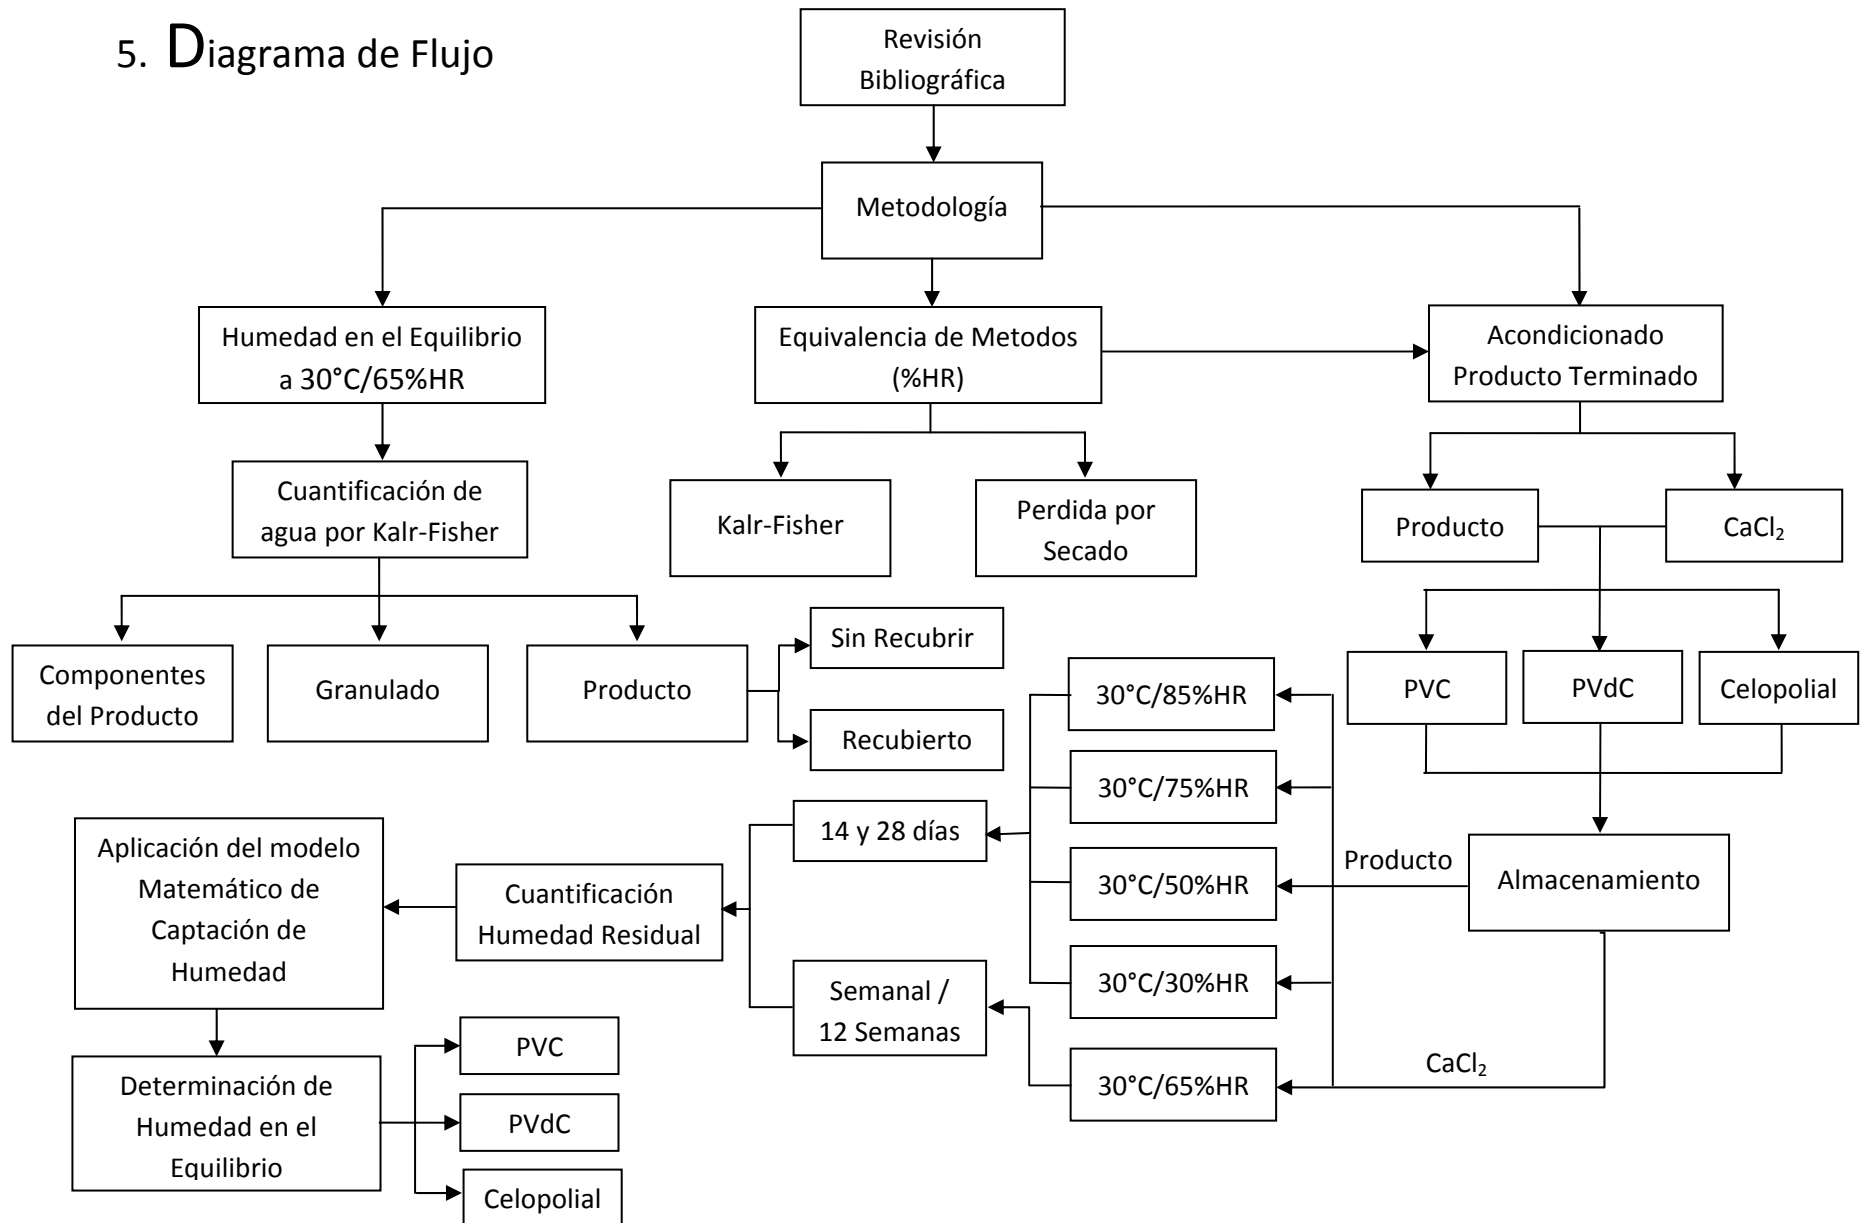 5. Diagrama de Flujo
Revisión
Bibliográfica
Metodología
Humedad en el Equilibrio
a 30°C/65%HR
Equivalencia de Metodos
(%HR)
Acondicionado
Producto Terminado
Cuantificación de
agua por Kalr-Fisher
Kalr-Fisher
Perdida por
Secado
Producto
CaCl₂
Componentes
del Producto
Granulado
Producto
Sin Recubrir
Recubierto
PVC
PVdC
Celopolial
30°C/85%HR
30°C/75%HR
30°C/50%HR
30°C/30%HR
30°C/65%HR
Producto
Almacenamiento
CaCl₂
14 y 28 días
Semanal /
12 Semanas
Cuantificación
Humedad Residual
Aplicación del modelo
Matemático de
Captación de
Humedad
Determinación de
Humedad en el
Equilibrio
PVC
PVdC
Celopolial